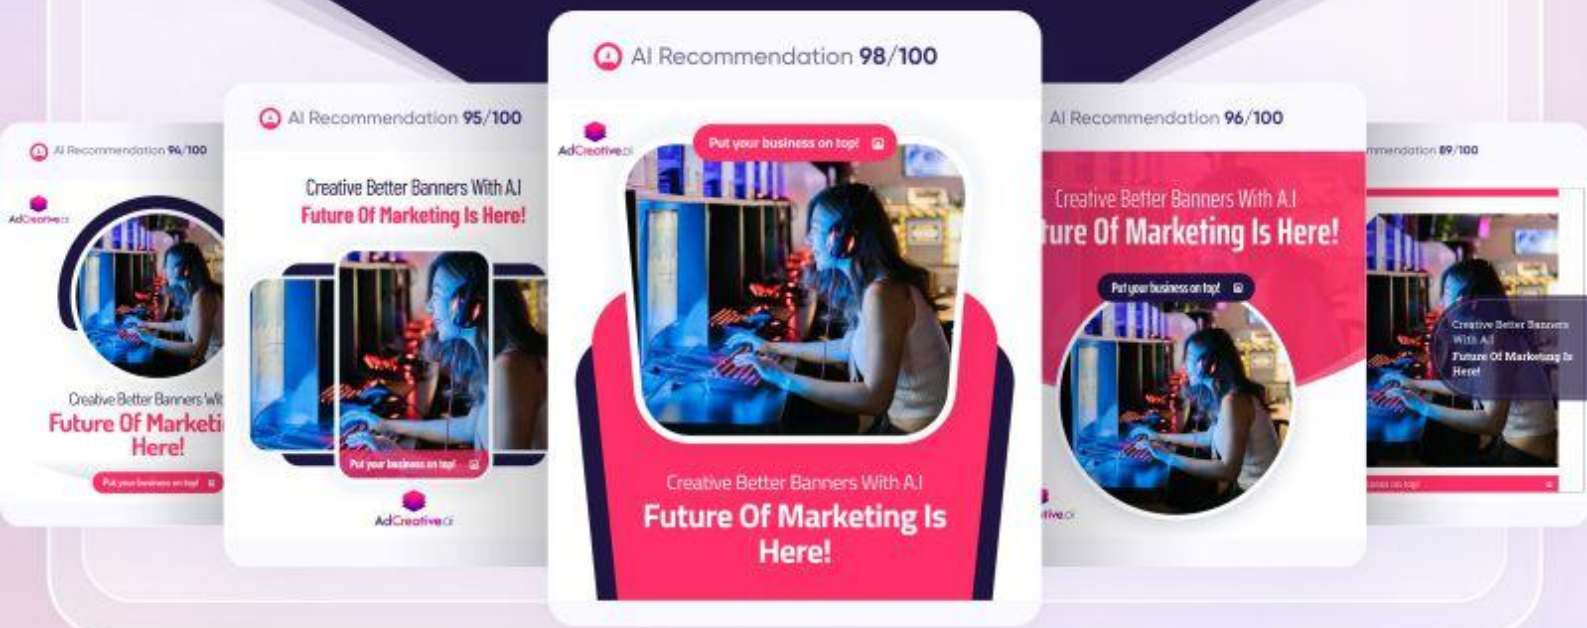 AI Recommendation 94/100
AdCreative.ai
Creative Better Banners Wit
Future Of Marketi
Here!
Put your business on top!
AI Recommendation 95/100
Creative Better Banners With A.I
Future Of Marketing Is Here!
Put your business on top!
AdCreative.ai
AI Recommendation 98/100
AdCreative.ai
Put your business on top!
Creative Better Banners With A.I
Future Of Marketing Is
Here!
AI Recommendation 96/100
Creative Better Banners With A.I
ture Of Marketing Is Here!
Put your business on top!
tive.ai
mmendation 89/100
Creative Better Banners
With A.I
Future Of Marketing Is
Here!
on top!